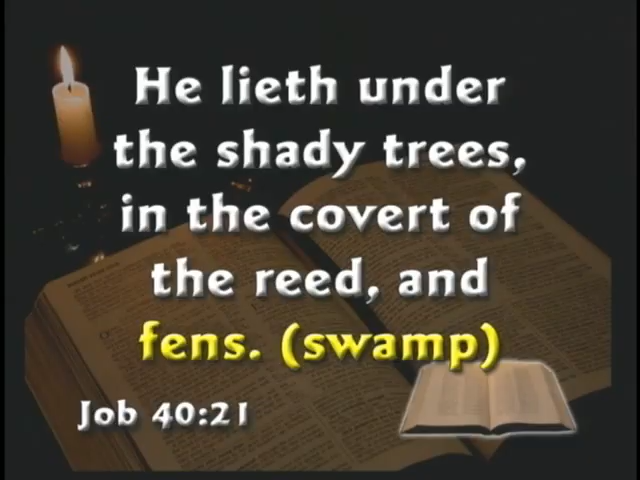 He lieth under
the shady trees,
in the covert of
the reed, and
fens. (swamp)
Job 40:21